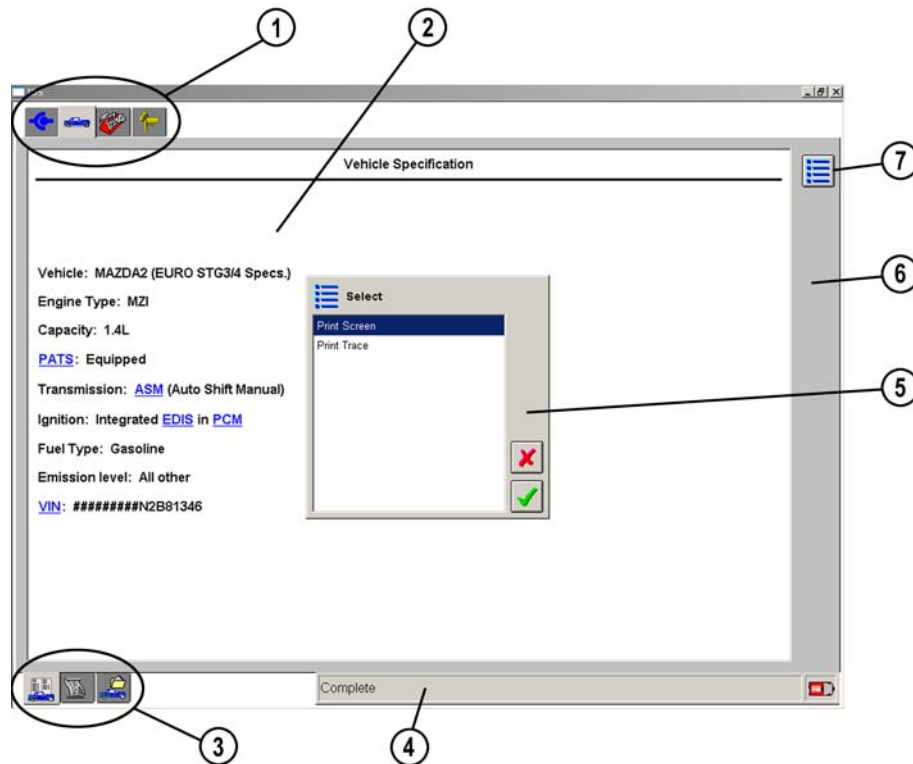 1
2
Vehicle Specification
7
Vehicle: MAZDA2 (EURO STG3/4 Specs.)
6
Engine Type: MZI
Select
Capacity: 1.4L
Print Screen
PATS: Equipped
Print Trace
Transmission: ASM (Auto Shift Manual)
5
Ignition: Integrated EDIS in PCM
Fuel Type: Gasoline
Emission level: All other
VIN: #########N2B81346
Complete
3
4